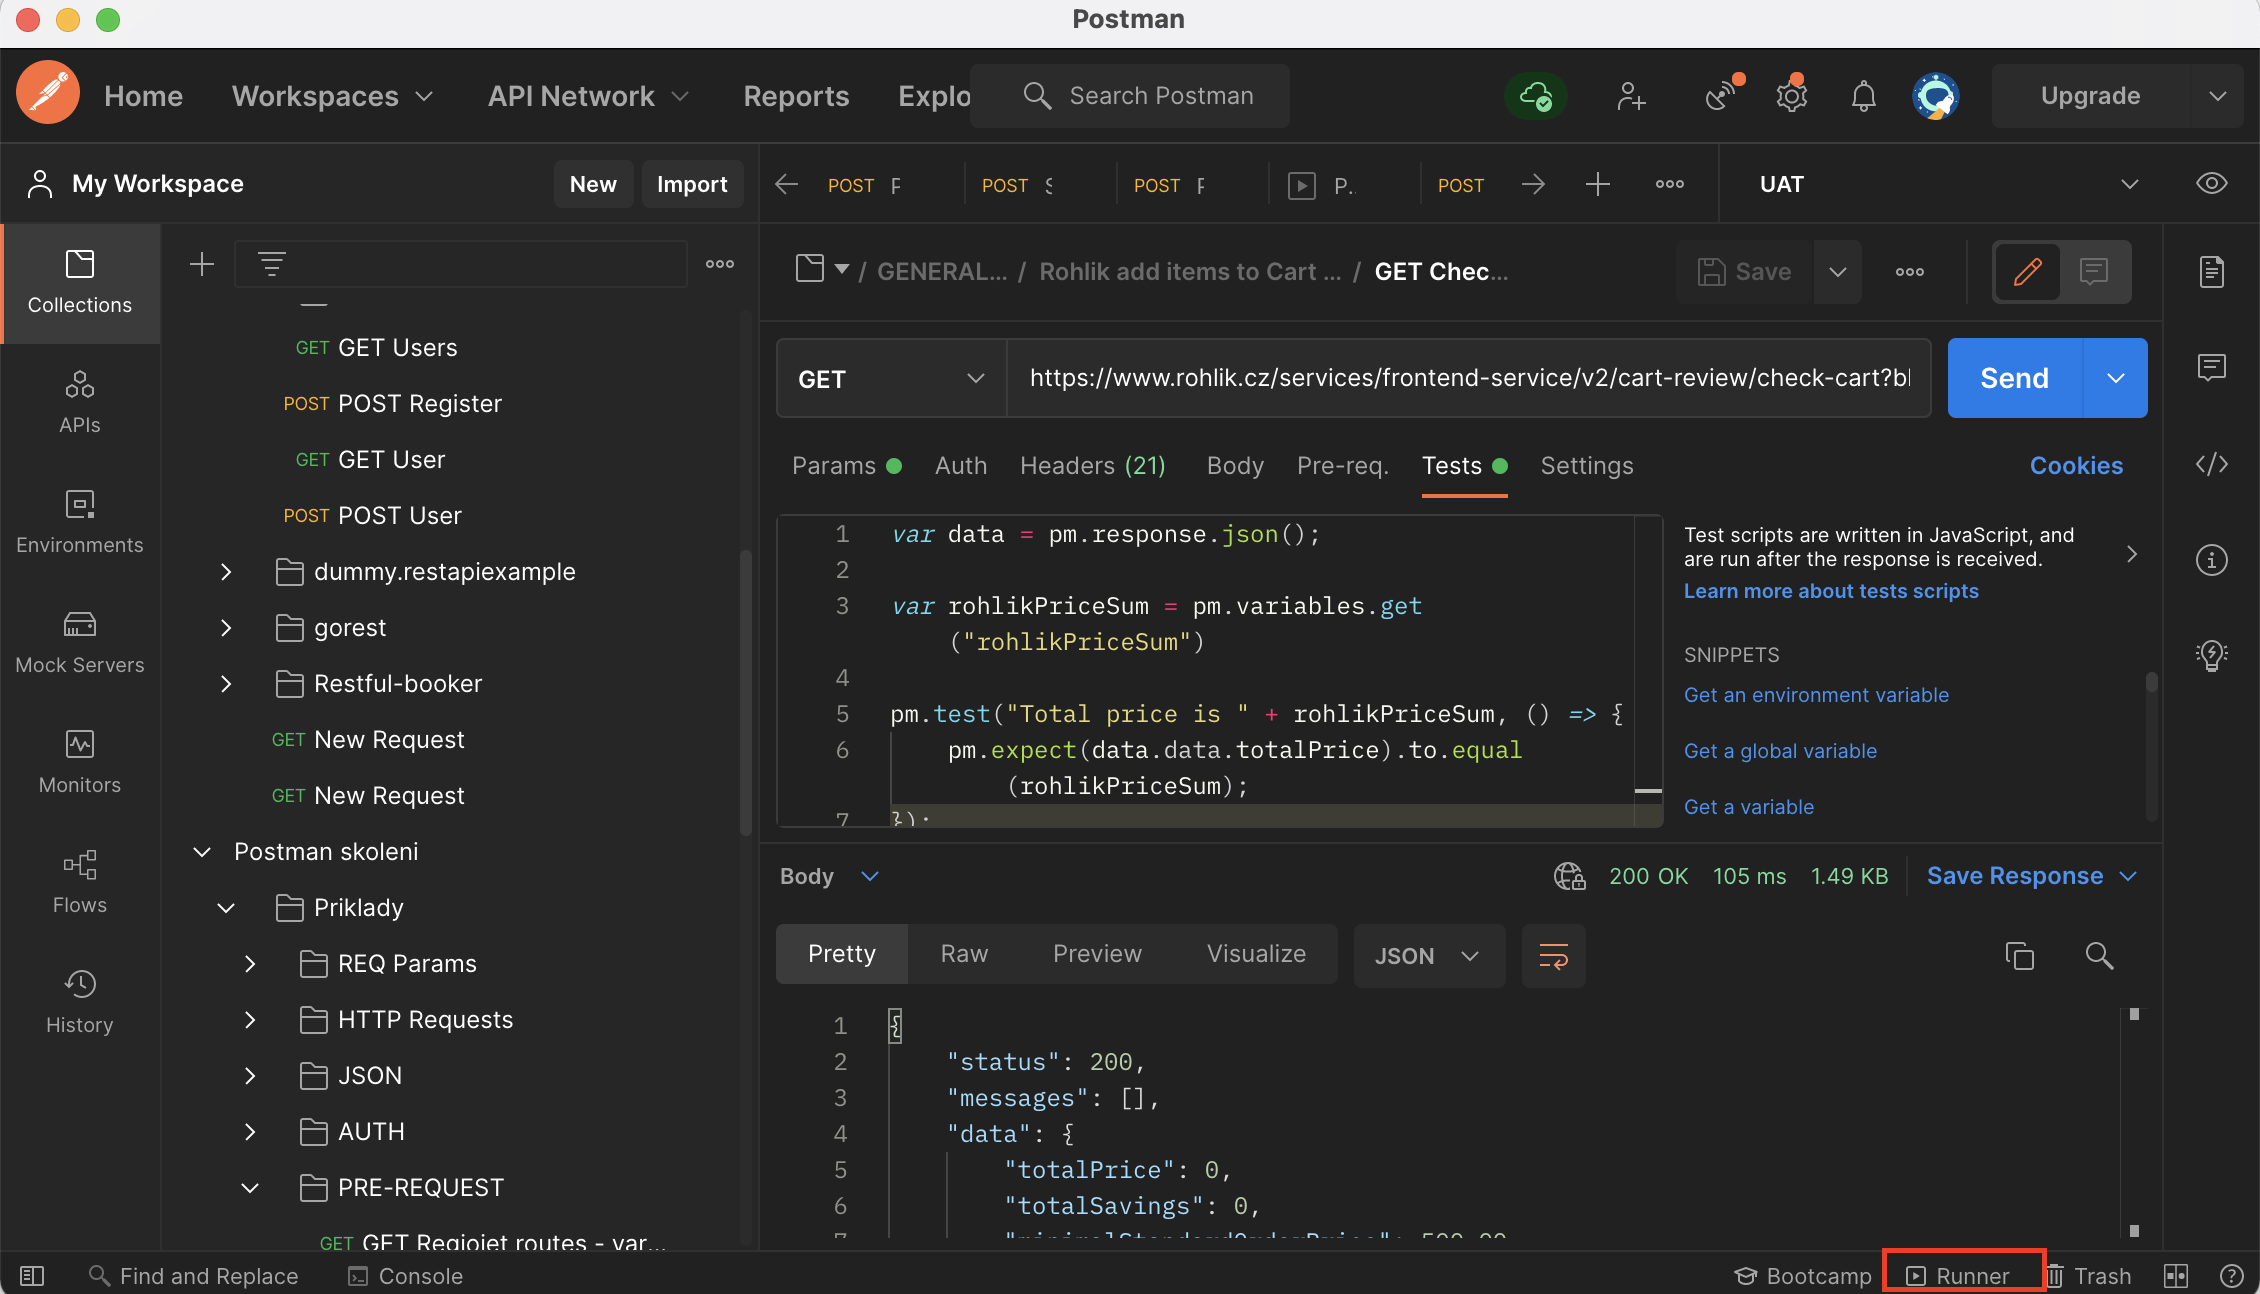 Postman
Home
Workspaces
API Network
Reports
Explo
Search Postman
Upgrade
My Workspace
New
Import
POST
POST
POST
P..
POST
UAT
Collections
APIs
Environments
Mock Servers
Monitors
Flows
History
GET GET Users
POST POST Register
GET GET User
POST POST User
dummy.restapiexample
gorest
Restful-booker
GET New Request
GET New Request
Postman skoleni
Priklady
REQ Params
HTTP Requests
JSON
AUTH
PRE-REQUEST
GET GET Regiojet routes - var...
/ GENERAL... / Rohlik add items to Cart ... / GET Chec...
Save
GET
https://www.rohlik.cz/services/frontend-service/v2/cart-review/check-cart?bl
Send
Params
Auth
Headers (21)
Body
Pre-req.
Tests
Settings
Cookies
1 var data = pm.response.json();
2
3 var rohlikPriceSum = pm.variables.get
("rohlikPriceSum")
4
5 pm.test("Total price is " + rohlikPriceSum, () => {
6 pm.expect(data.data.totalPrice).to.equal
(rohlikPriceSum);
7 });
Test scripts are written in JavaScript, and
are run after the response is received.
Learn more about tests scripts
SNIPPETS
Get an environment variable
Get a global variable
Get a variable
Body
200 OK
105 ms
1.49 KB
Save Response
Pretty
Raw
Preview
Visualize
JSON
1 {
2 "status": 200,
3 "messages": [],
4 "data": {
5 "totalPrice": 0,
6 "totalSavings": 0,
7 "minimalStandardOrderPrice": 500.00
Find and Replace
Console
Bootcamp
Runner
Trash